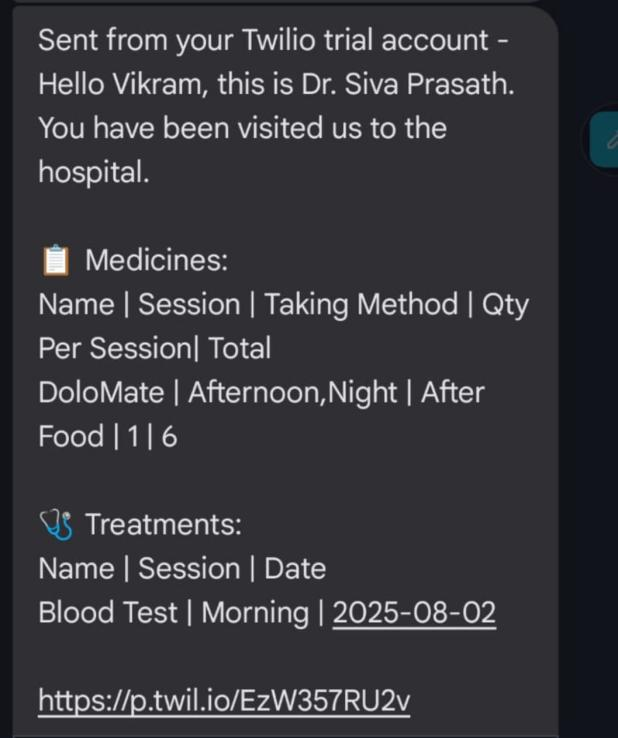 Sent from your Twilio trial account -
Hello Vikram, this is Dr. Siva Prasath.
You have been visited us to the
hospital.
📋 Medicines:
Name | Session | Taking Method | Qty
Per Session| Total
DoloMate | Afternoon,Night | After
Food | 1 | 6
🩺 Treatments:
Name | Session | Date
Blood Test | Morning | 2025-08-02
https://p.twil.io/EzW357RU2v